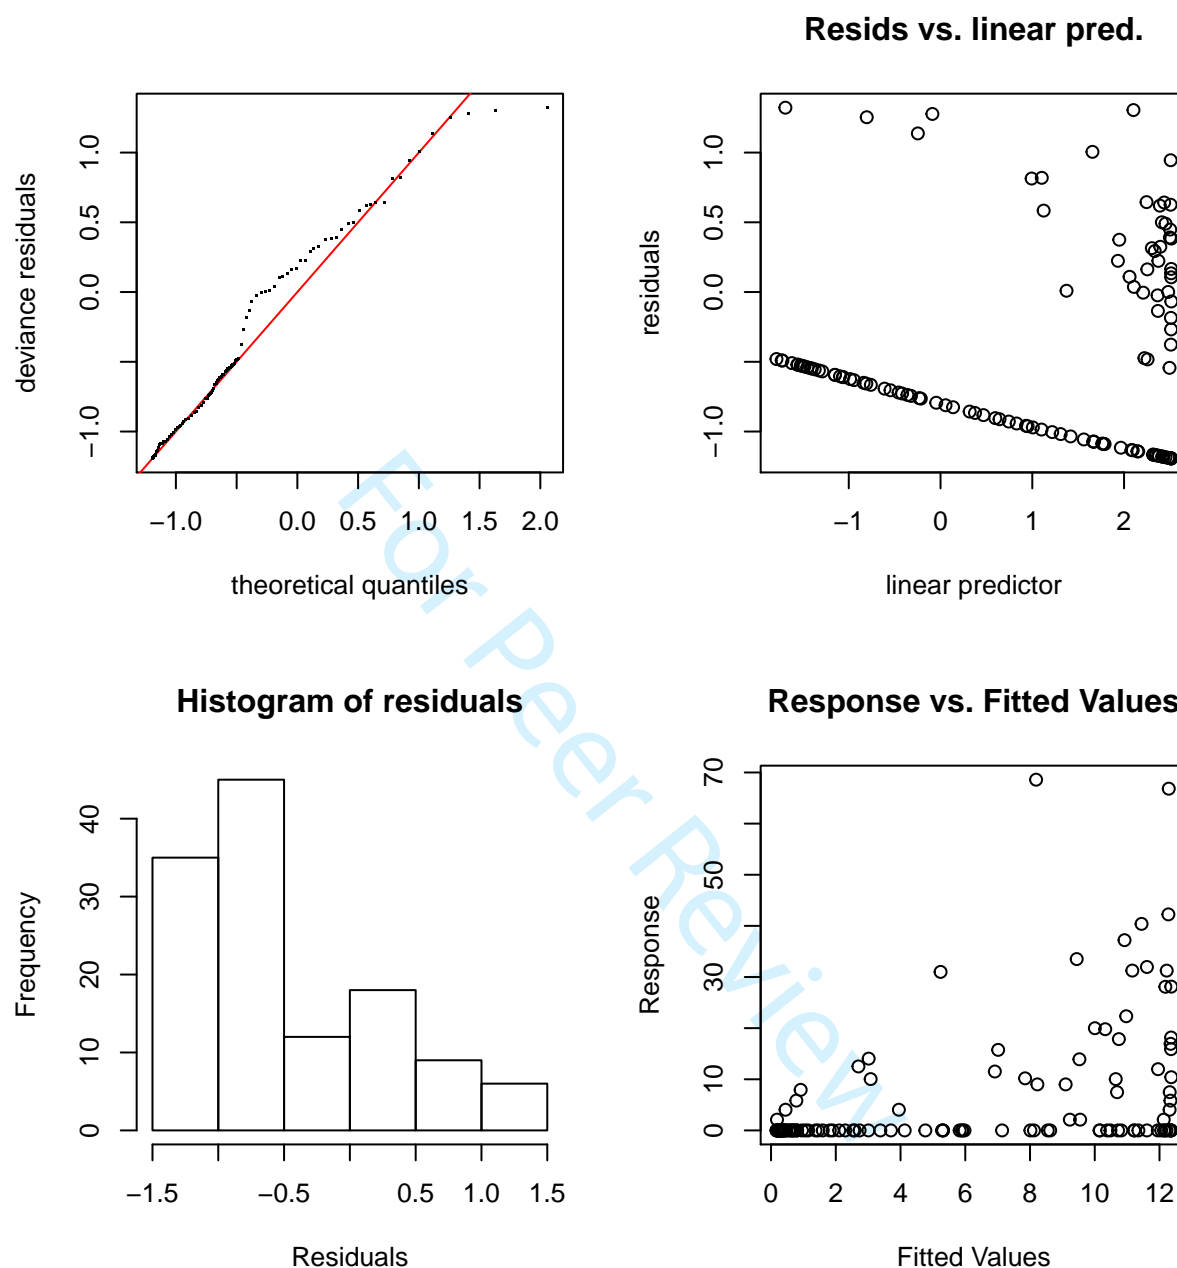 Resids vs. linear pred.
deviance residuals
−1.0 0.0 0.5 1.0
−1.0 0.0 0.5 1.0 1.5 2.0
theoretical quantiles
residuals
−1.0 0.0 0.5 1.0
−1 0 1 2
linear predictor
Histogram of residuals
Frequency
0 10 20 30 40
−1.5 −0.5 0.5 1.0 1.5
Residuals
Response vs. Fitted Values
Response
0 10 30 50 70
0 2 4 6 8 10 12
Fitted Values
For Peer Review